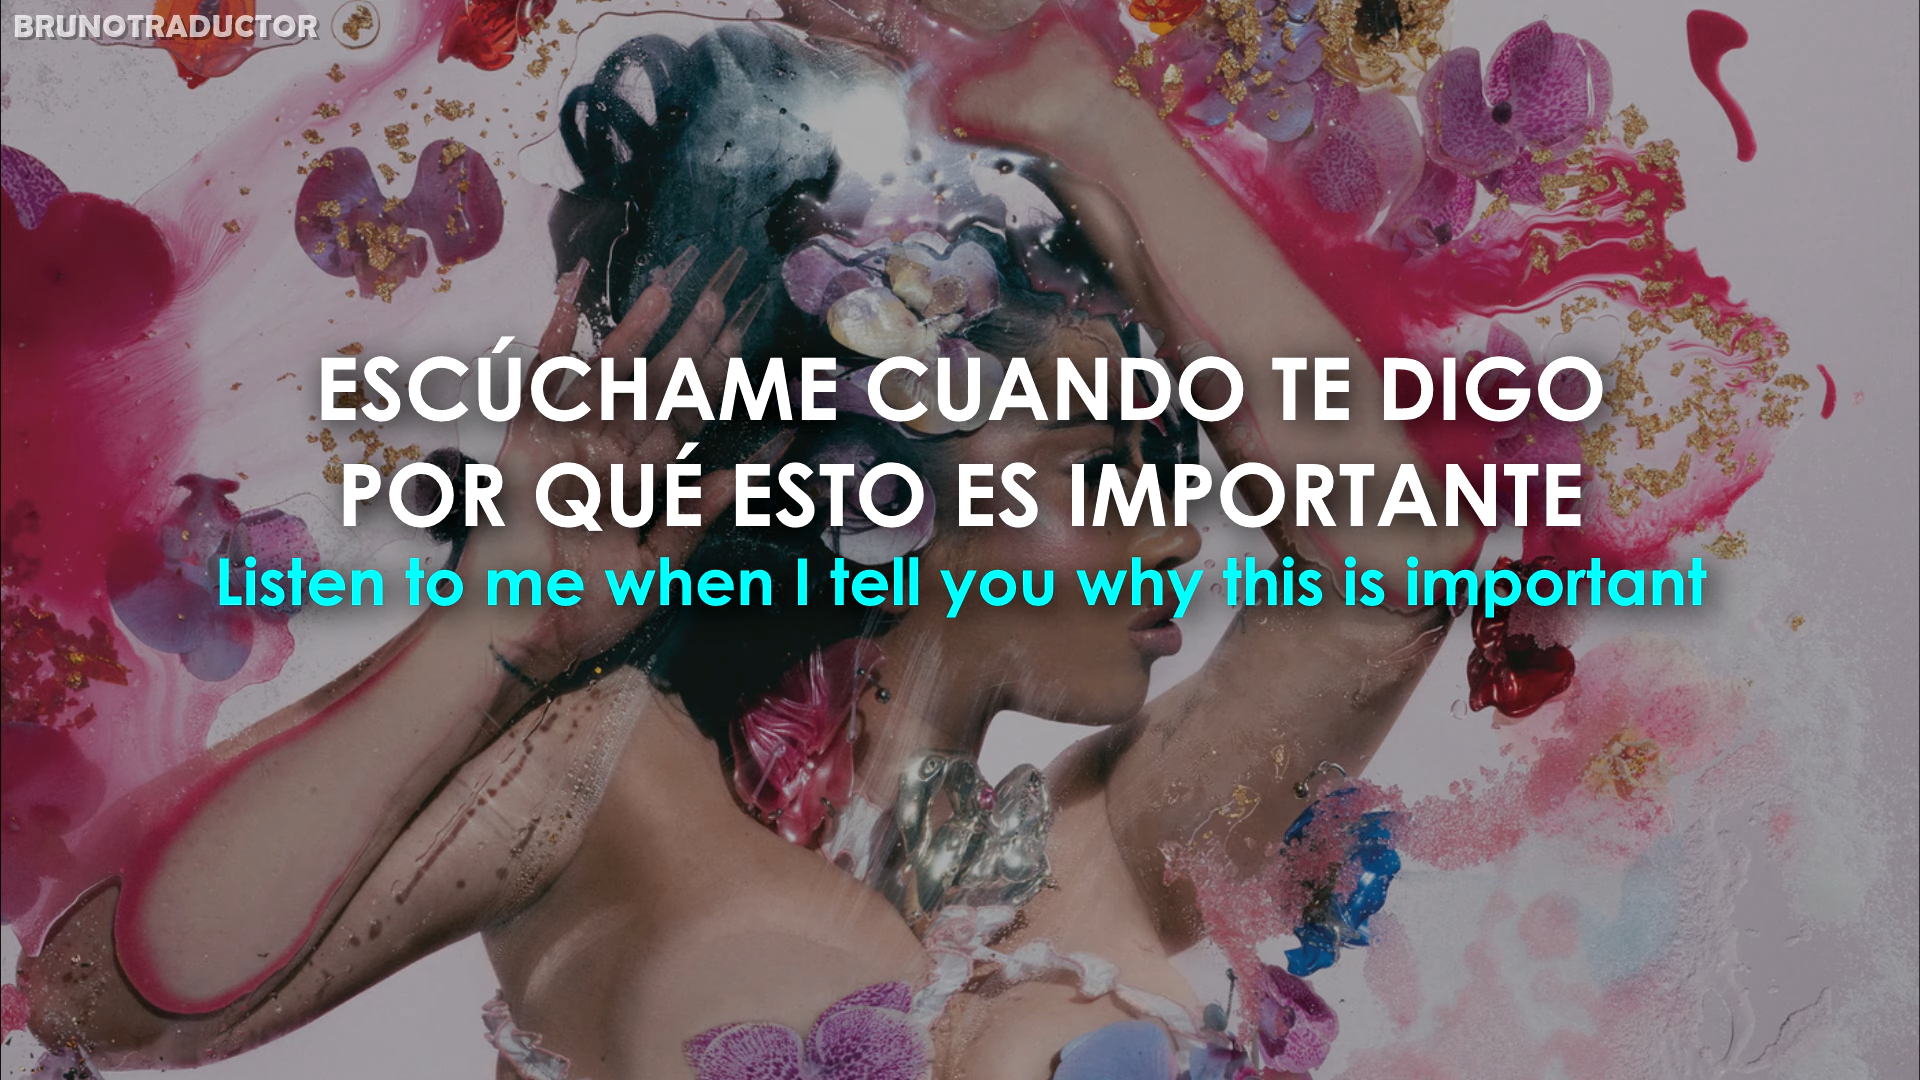 BRUNOTRADUCTOR
ESCÚCHAME CUANDO TE DIGO
POR QUÉ ESTO ES IMPORTANTE
Listen to me when I tell you why this is important